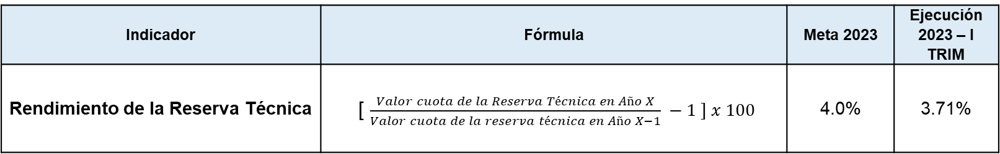 Indicador
Fórmula
Meta 2023
Ejecución
2023 – I
TRIM
Rendimiento de la Reserva Técnica
[ Valor cuota de la Reserva Técnica en Año X
Valor cuota de la reserva técnica en Año X−1
− 1 ] x 100
4.0%
3.71%